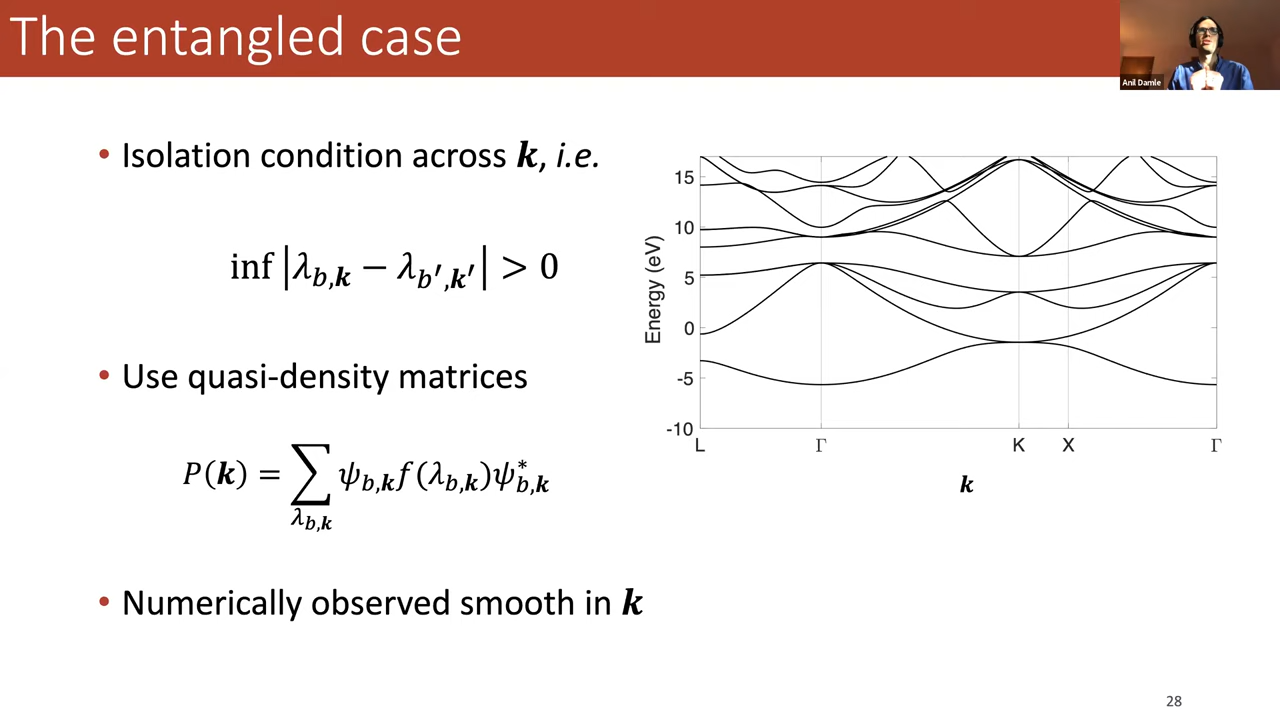 The entangled case
Anil Damle
• Isolation condition across k, i.e.
inf |λ_{b,k} − λ_{b′,k′}| > 0
• Use quasi-density matrices
P(k) = ∑_{λ_{b,k}} ψ_{b,k} f(λ_{b,k}) ψ*_{b,k}
• Numerically observed smooth in k
Energy (eV)
15
10
5
0
-5
-10
L Γ K X Γ
k
28